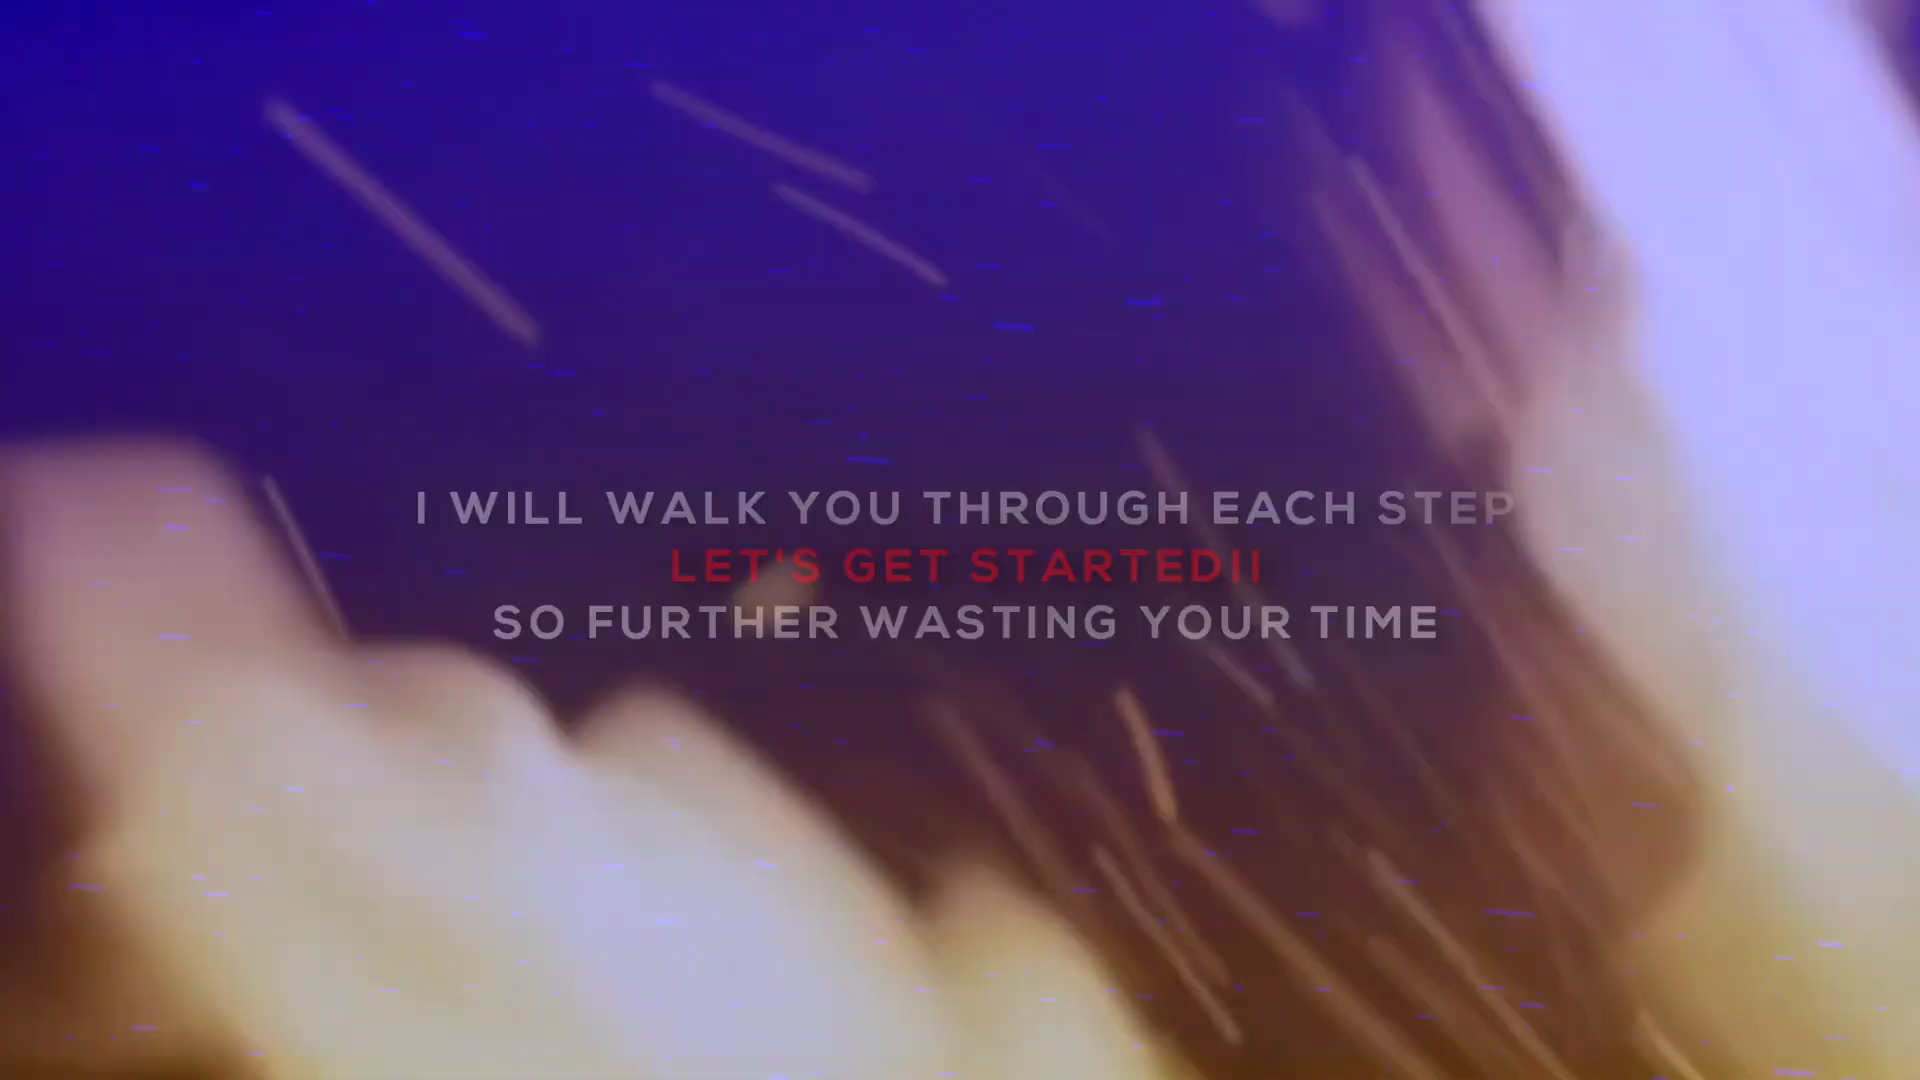 I WILL WALK YOU THROUGH EACH STEP
LET'S GET STARTED!!
SO FURTHER WASTING YOUR TIME